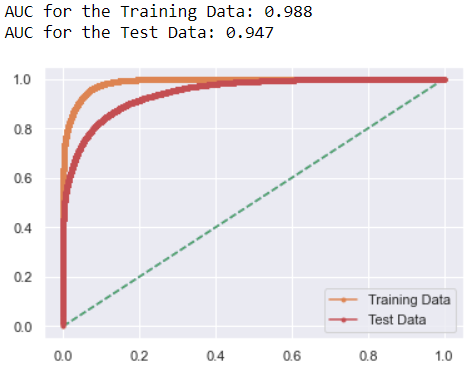 AUC for the Training Data: 0.988
AUC for the Test Data: 0.947
1.0
0.8
0.6
0.4
0.2
0.0
Training Data
Test Data
0.0 0.2 0.4 0.6 0.8 1.0